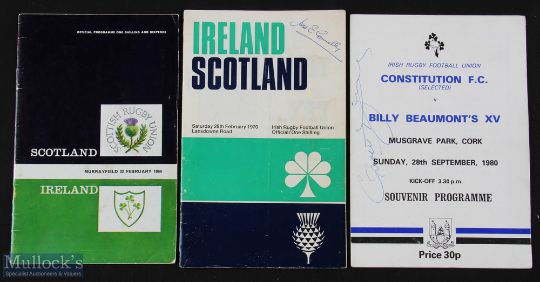 OFFICIAL PROGRAMME ONE SHILLING AND SIXPENCE
SCOTTISH RUGBY UNION
SCOTLAND
MURRAYFIELD 22 FEBRUARY 1964
IRELAND
Mullock's
Specialist Auctioneers & Valuers
IRELAND
SCOTLAND
Saturday 28th February 1970
Lansdowne Road
Irish Rugby Football Union
Official One Shilling
IRISH RUGBY FOOTBALL UNION
CONSTITUTION F.C.
(SELECTED)
v
BILLY BEAUMONT'S XV
MUSGRAVE PARK, CORK
SUNDAY, 28th SEPTEMBER, 1980
KICK-OFF 3.30 p.m.
SOUVENIR PROGRAMME
Price 30p